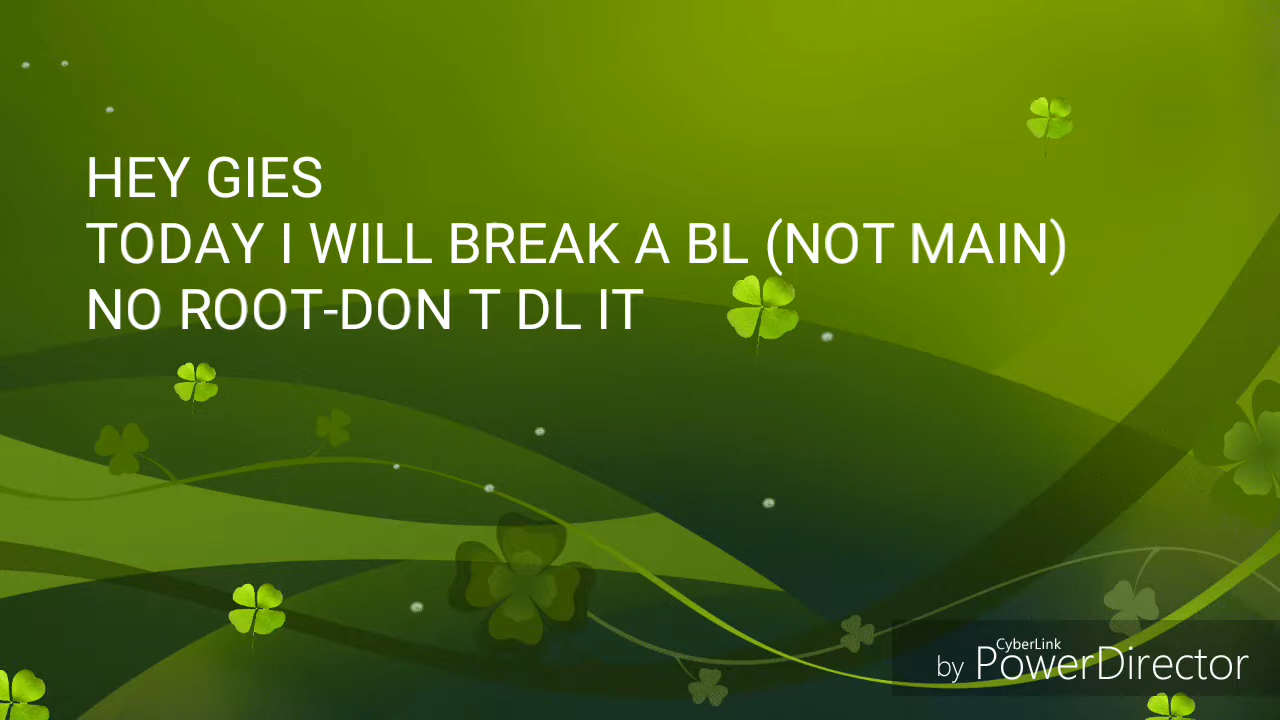 HEY GIES
TODAY I WILL BREAK A BL (NOT MAIN)
NO ROOT-DON T DL IT
CyberLink
by PowerDirector